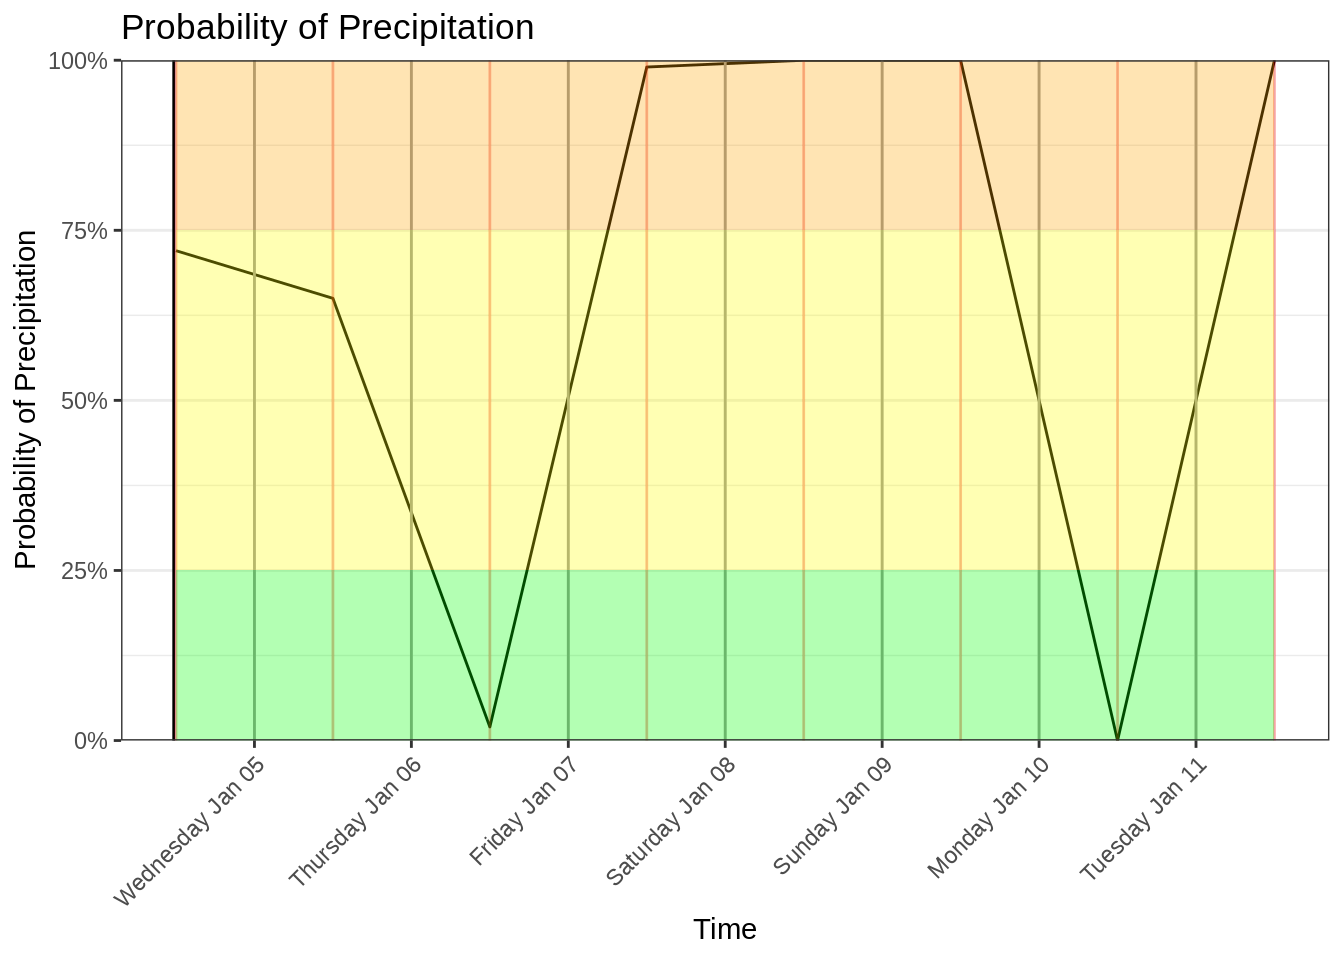 Probability of Precipitation
Probability of Precipitation
100%
75%
50%
25%
0%
Wednesday Jan 05
Thursday Jan 06
Friday Jan 07
Saturday Jan 08
Sunday Jan 09
Monday Jan 10
Tuesday Jan 11
Time